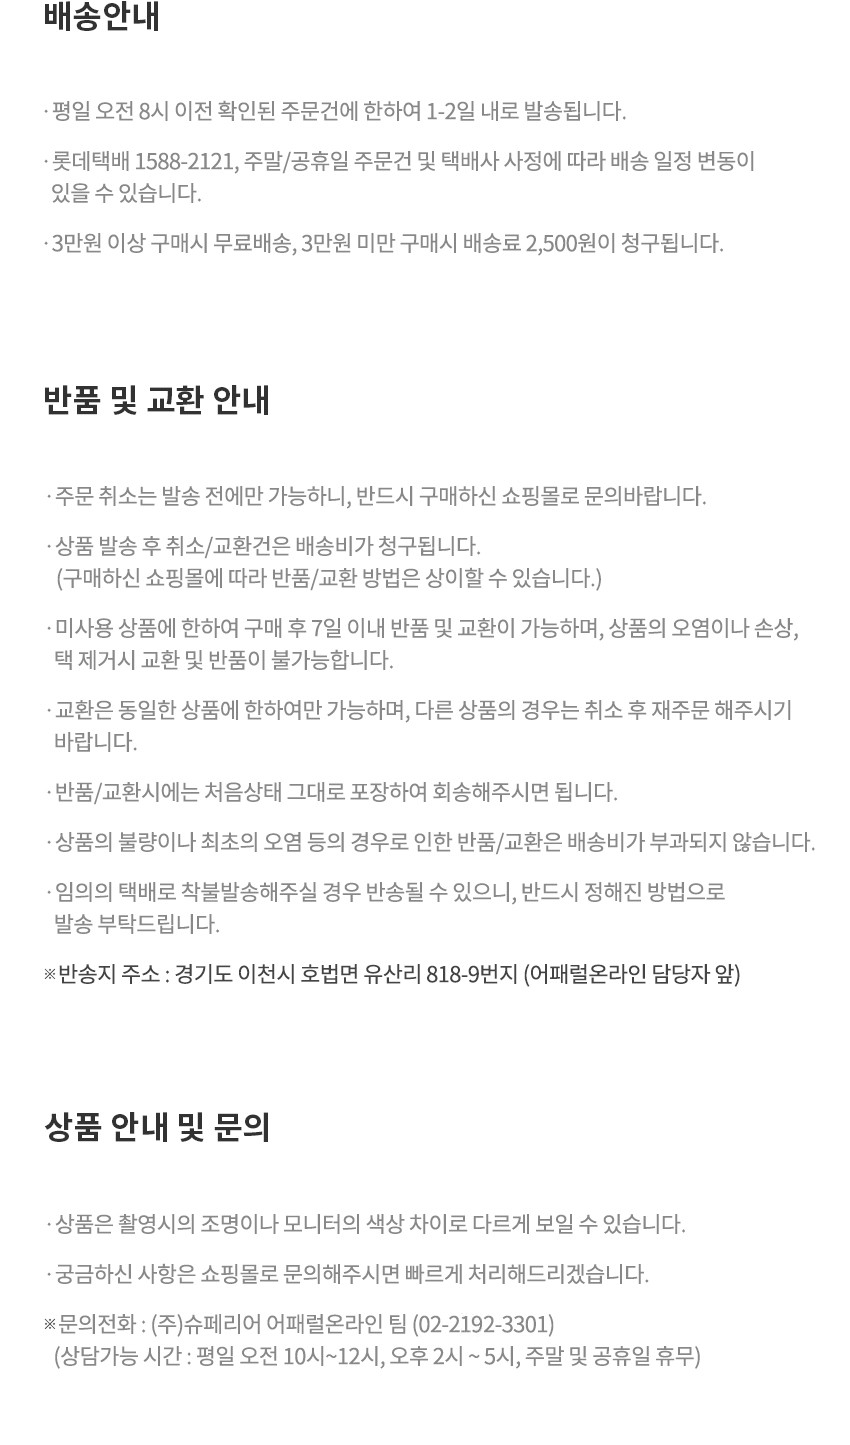 배송안내
· 평일 오전 8시 이전 확인된 주문건에 한하여 1-2일 내로 발송됩니다.
· 롯데택배 1588-2121, 주말/공휴일 주문건 및 택배사 사정에 따라 배송 일정 변동이
있을 수 있습니다.
· 3만원 이상 구매시 무료배송, 3만원 미만 구매시 배송료 2,500원이 청구됩니다.
반품 및 교환 안내
· 주문 취소는 발송 전에만 가능하니, 반드시 구매하신 쇼핑몰로 문의바랍니다.
· 상품 발송 후 취소/교환건은 배송비가 청구됩니다.
(구매하신 쇼핑몰에 따라 반품/교환 방법은 상이할 수 있습니다.)
· 미사용 상품에 한하여 구매 후 7일 이내 반품 및 교환이 가능하며, 상품의 오염이나 손상,
택 제거시 교환 및 반품이 불가능합니다.
· 교환은 동일한 상품에 한하여만 가능하며, 다른 상품의 경우는 취소 후 재주문 해주시기
바랍니다.
· 반품/교환시에는 처음상태 그대로 포장하여 회송해주시면 됩니다.
· 상품의 불량이나 최초의 오염 등의 경우로 인한 반품/교환은 배송비가 부과되지 않습니다.
· 임의의 택배로 착불발송해주실 경우 반송될 수 있으니, 반드시 정해진 방법으로
발송 부탁드립니다.
※ 반송지 주소 : 경기도 이천시 호법면 유산리 818-9번지 (어패럴온라인 담당자 앞)
상품 안내 및 문의
· 상품은 촬영시의 조명이나 모니터의 색상 차이로 다르게 보일 수 있습니다.
· 궁금하신 사항은 쇼핑몰로 문의해주시면 빠르게 처리해드리겠습니다.
※ 문의전화 : (주)슈페리어 어패럴온라인 팀 (02-2192-3301)
(상담가능 시간 : 평일 오전 10시~12시, 오후 2시 ~ 5시, 주말 및 공휴일 휴무)